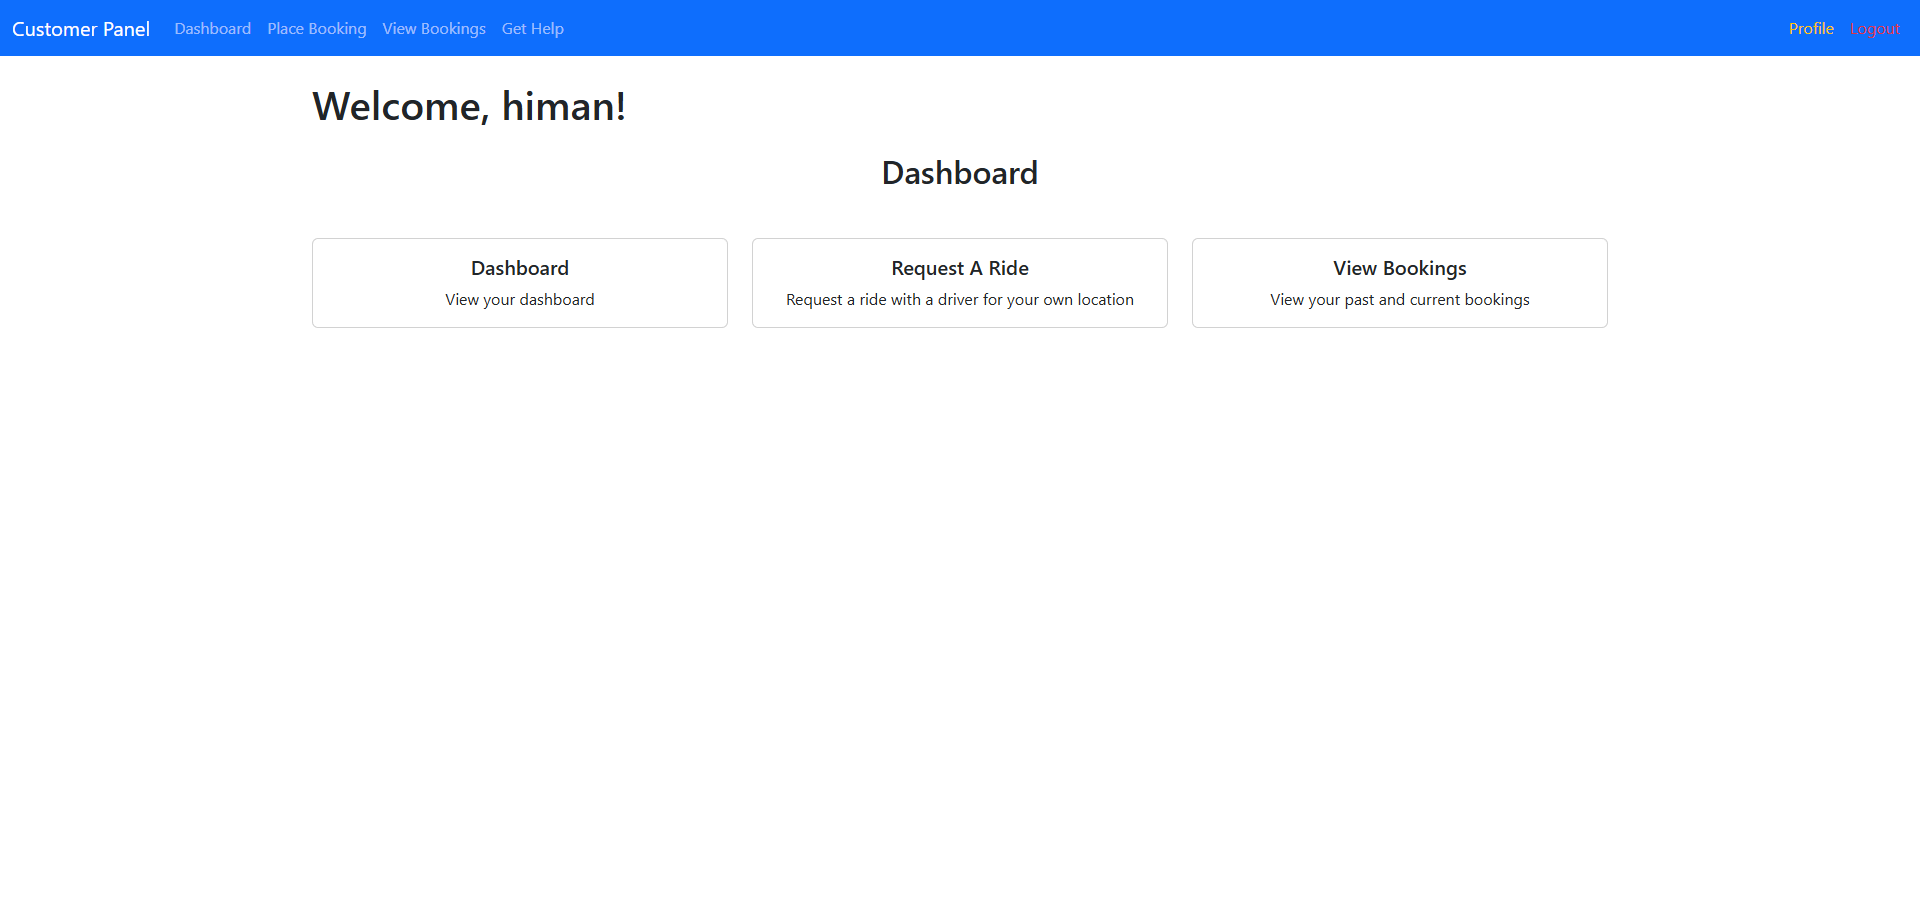 Customer Panel Dashboard Place Booking View Bookings Get Help Profile Logout
Welcome, himan!
Dashboard
Dashboard
View your dashboard
Request A Ride
Request a ride with a driver for your own location
View Bookings
View your past and current bookings